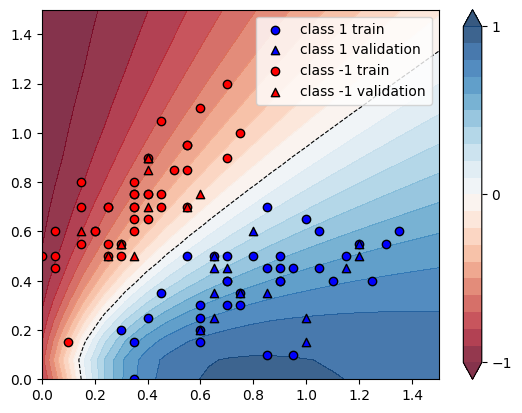 class 1 train
class 1 validation
class -1 train
class -1 validation
1.4
1.2
1.0
0.8
0.6
0.4
0.2
0.0
0.0 0.2 0.4 0.6 0.8 1.0 1.2 1.4
1
0
−1